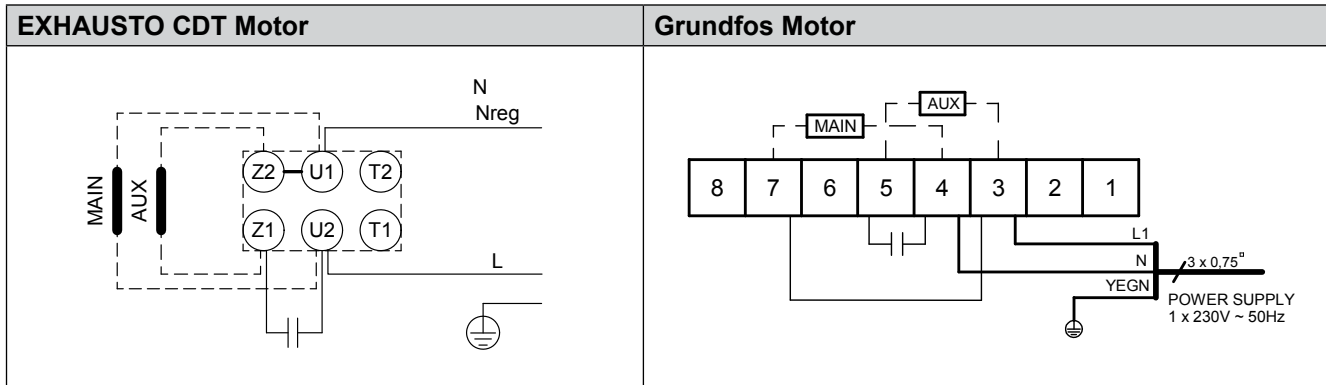 EXHAUSTO CDT Motor
Grundfos Motor
N
Nreg
MAIN
AUX
Z2
U1
T2
Z1
U2
T1
L
AUX
MAIN
8 7 6 5 4 3 2 1
L1
N
YEGN
3 x 0,75□
POWER SUPPLY
1 x 230V ~ 50Hz